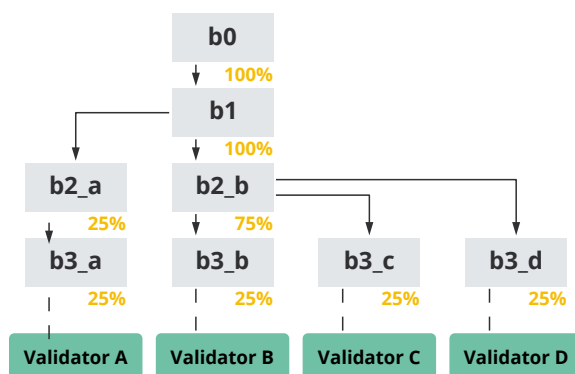 b0
100%
b1
100%
b2_a
b2_b
25%
75%
b3_a
b3_b
b3_c
b3_d
25%
25%
25%
25%
Validator A
Validator B
Validator C
Validator D